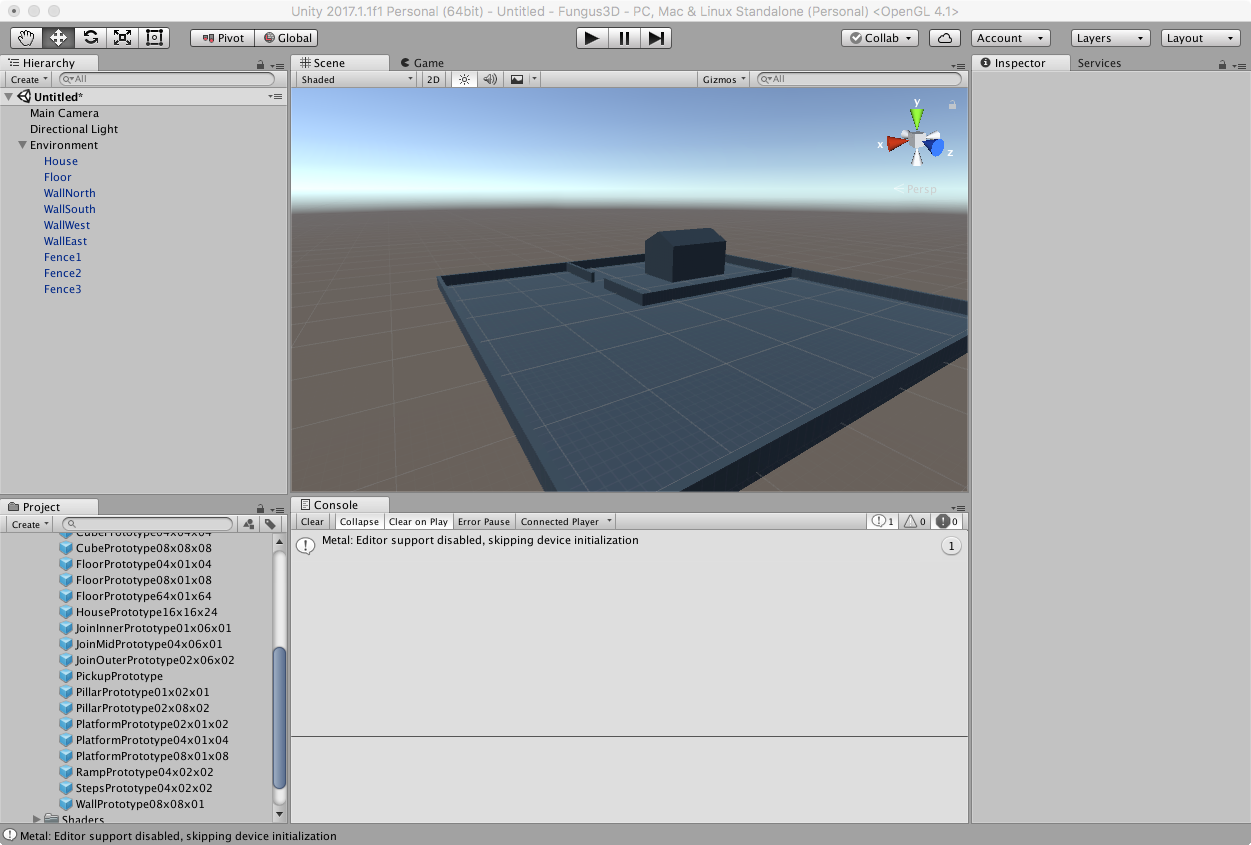 Unity 2017.1.1f1 Personal (64bit) - Untitled - Fungus3D - PC, Mac & Linux Standalone (Personal) <OpenGL 4.1>
Pivot Global Collab Account Layers Layout
Hierarchy
Create All
Untitled*
Main Camera
Directional Light
Environment
House
Floor
WallNorth
WallSouth
WallWest
WallEast
Fence1
Fence2
Fence3
Scene Game
Shaded 2D Gizmos All
y
x
z
Persp
Inspector Services
Project
Create
CubePrototype04x04x04
CubePrototype08x08x08
FloorPrototype04x01x04
FloorPrototype08x01x08
FloorPrototype64x01x64
HousePrototype16x16x24
JoinInnerPrototype01x06x01
JoinMidPrototype04x06x01
JoinOuterPrototype02x06x02
PickupPrototype
PillarPrototype01x02x01
PillarPrototype02x08x02
PlatformPrototype02x01x02
PlatformPrototype04x01x04
PlatformPrototype08x01x08
RampPrototype04x02x02
StepsPrototype04x02x02
WallPrototype08x08x01
Shaders
Console
Clear Collapse Clear on Play Error Pause Connected Player 1 0 0
Metal: Editor support disabled, skipping device initialization 1
Metal: Editor support disabled, skipping device initialization